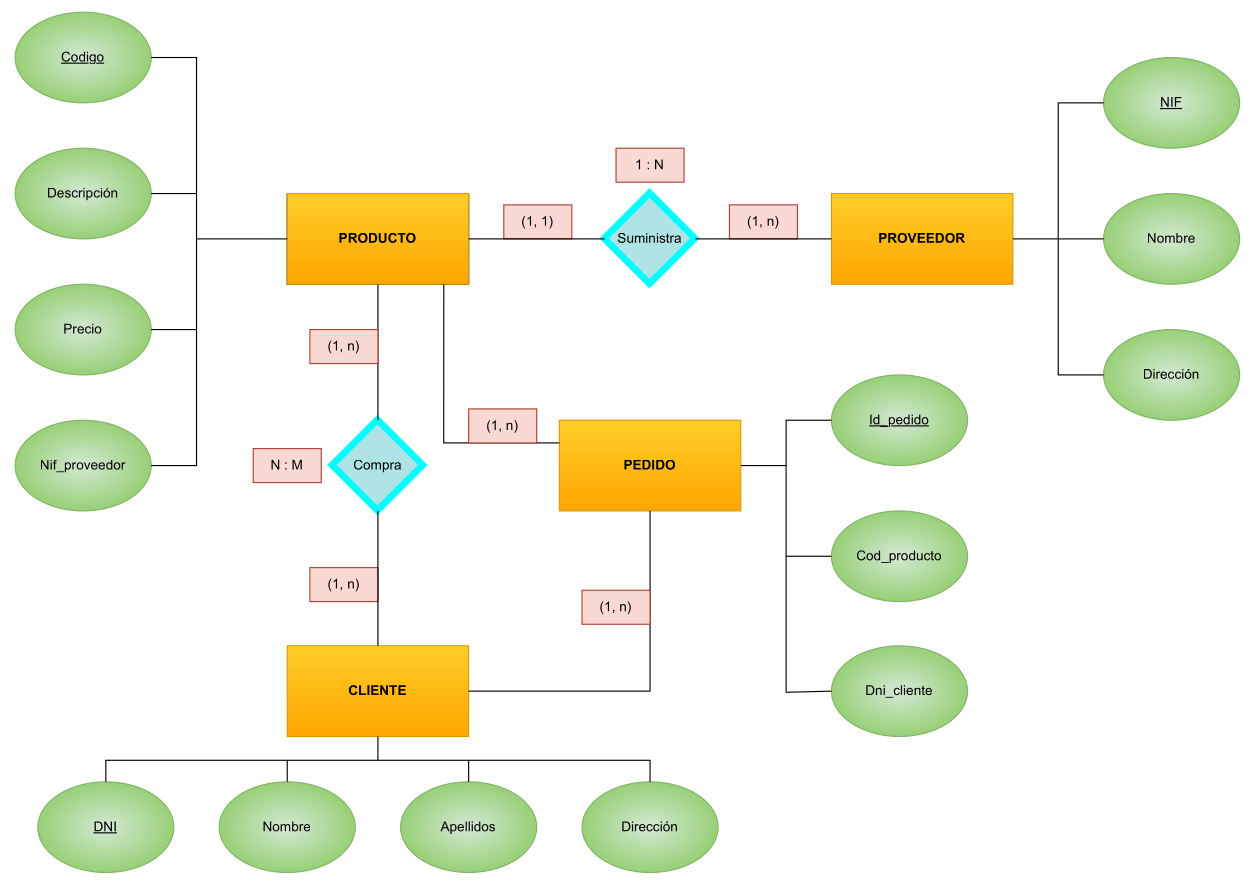 Codigo
NIF
1 : N
Descripción
(1, 1)
(1, n)
PRODUCTO
Suministra
PROVEEDOR
Nombre
Precio
(1, n)
Dirección
(1, n)
Id_pedido
Nif_proveedor
N : M
Compra
PEDIDO
Cod_producto
(1, n)
(1, n)
CLIENTE
Dni_cliente
DNI
Nombre
Apellidos
Dirección